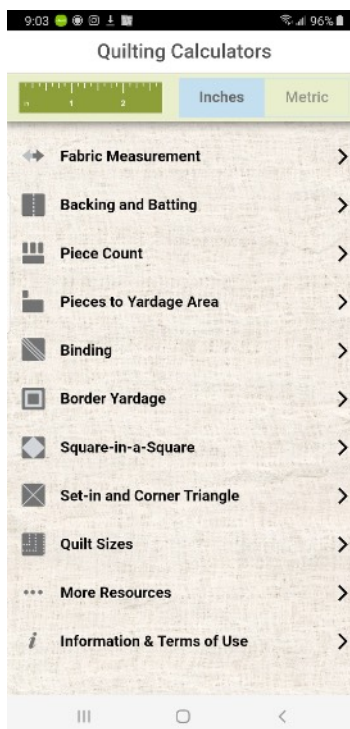 9:03 96%
Quilting Calculators
in 1 2 Inches Metric
Fabric Measurement
Backing and Batting
Piece Count
Pieces to Yardage Area
Binding
Border Yardage
Square-in-a-Square
Set-in and Corner Triangle
Quilt Sizes
More Resources
i Information & Terms of Use